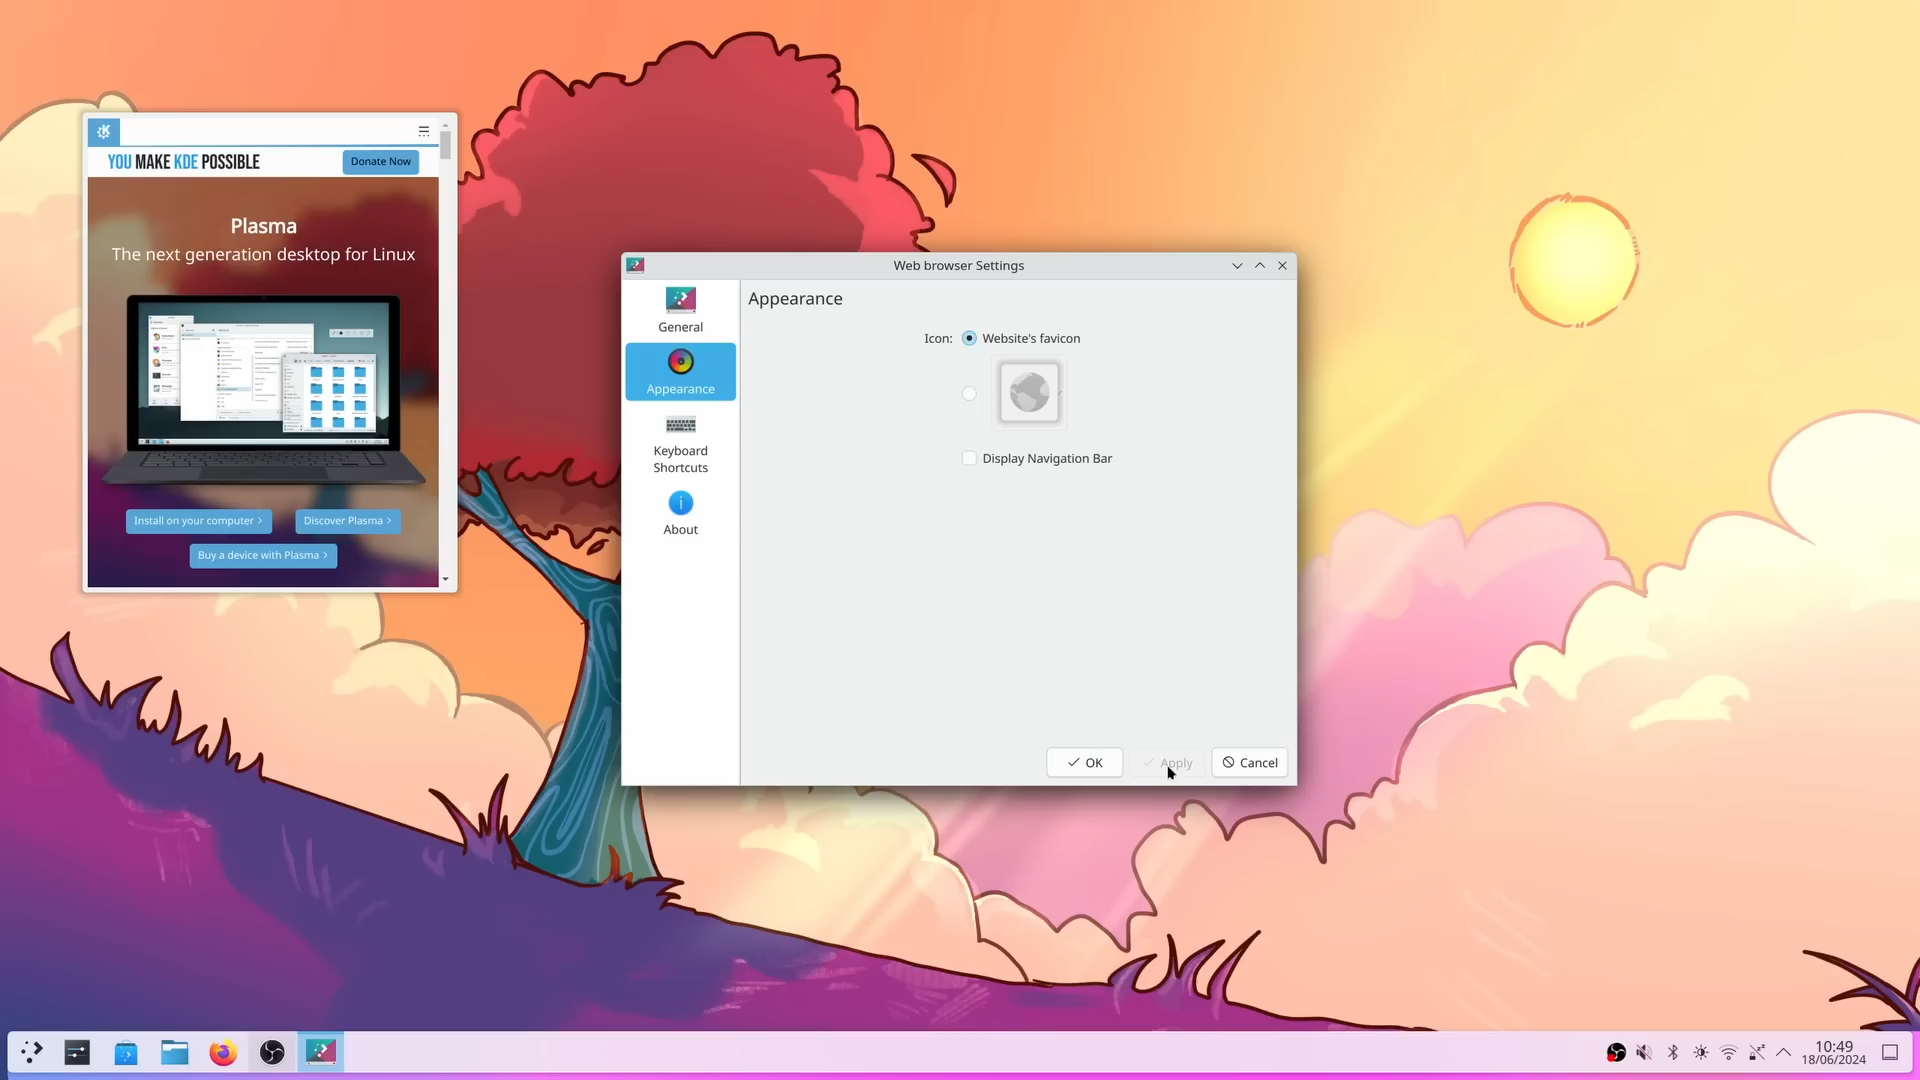 YOU MAKE KDE POSSIBLE
Donate Now
Plasma
The next generation desktop for Linux
Install on your computer
Discover Plasma
Buy a device with Plasma
Web browser Settings
General
Appearance
Keyboard
Shortcuts
About
Appearance
Icon:
Website's favicon
Display Navigation Bar
OK
Apply
Cancel
10:49
18/06/2024